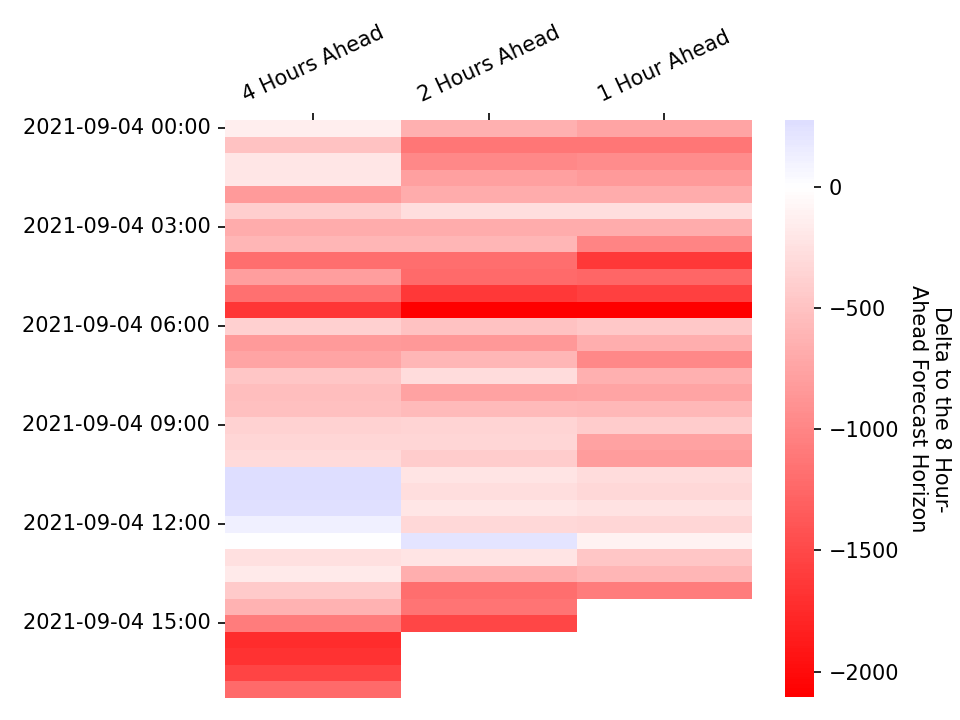 4 Hours Ahead
2 Hours Ahead
1 Hour Ahead
2021-09-04 00:00
2021-09-04 03:00
2021-09-04 06:00
2021-09-04 09:00
2021-09-04 12:00
2021-09-04 15:00
0
−500
−1000
−1500
−2000
Delta to the 8 Hour-
Ahead Forecast Horizon